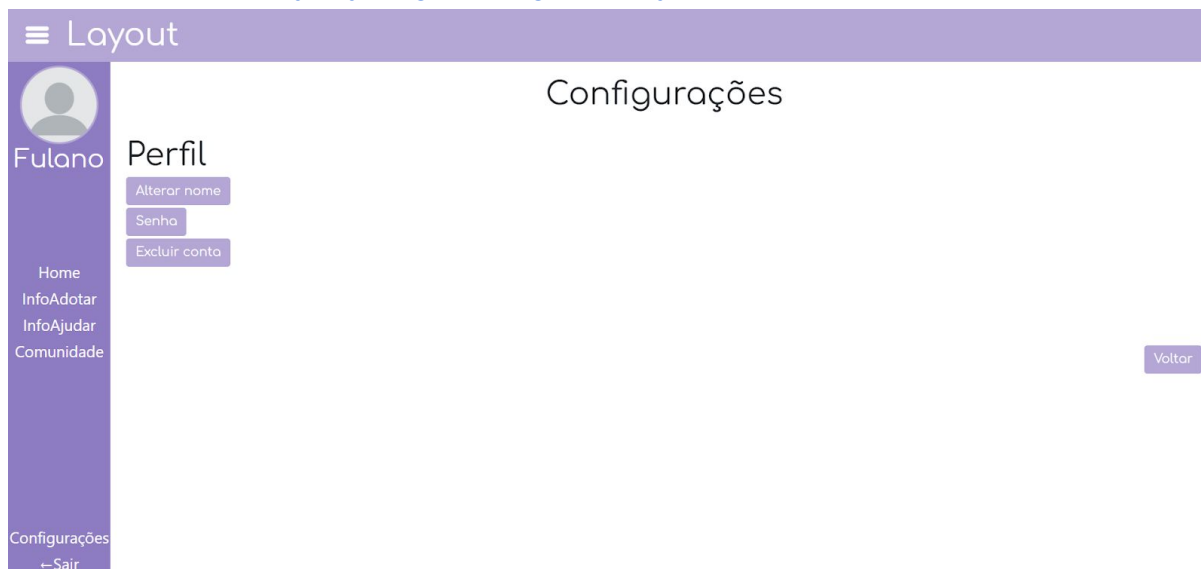 Layout
Fulano
Home
InfoAdotar
InfoAjudar
Comunidade
Configurações
←Sair
Configurações
Perfil
Alterar nome
Senha
Excluir conta
Voltar